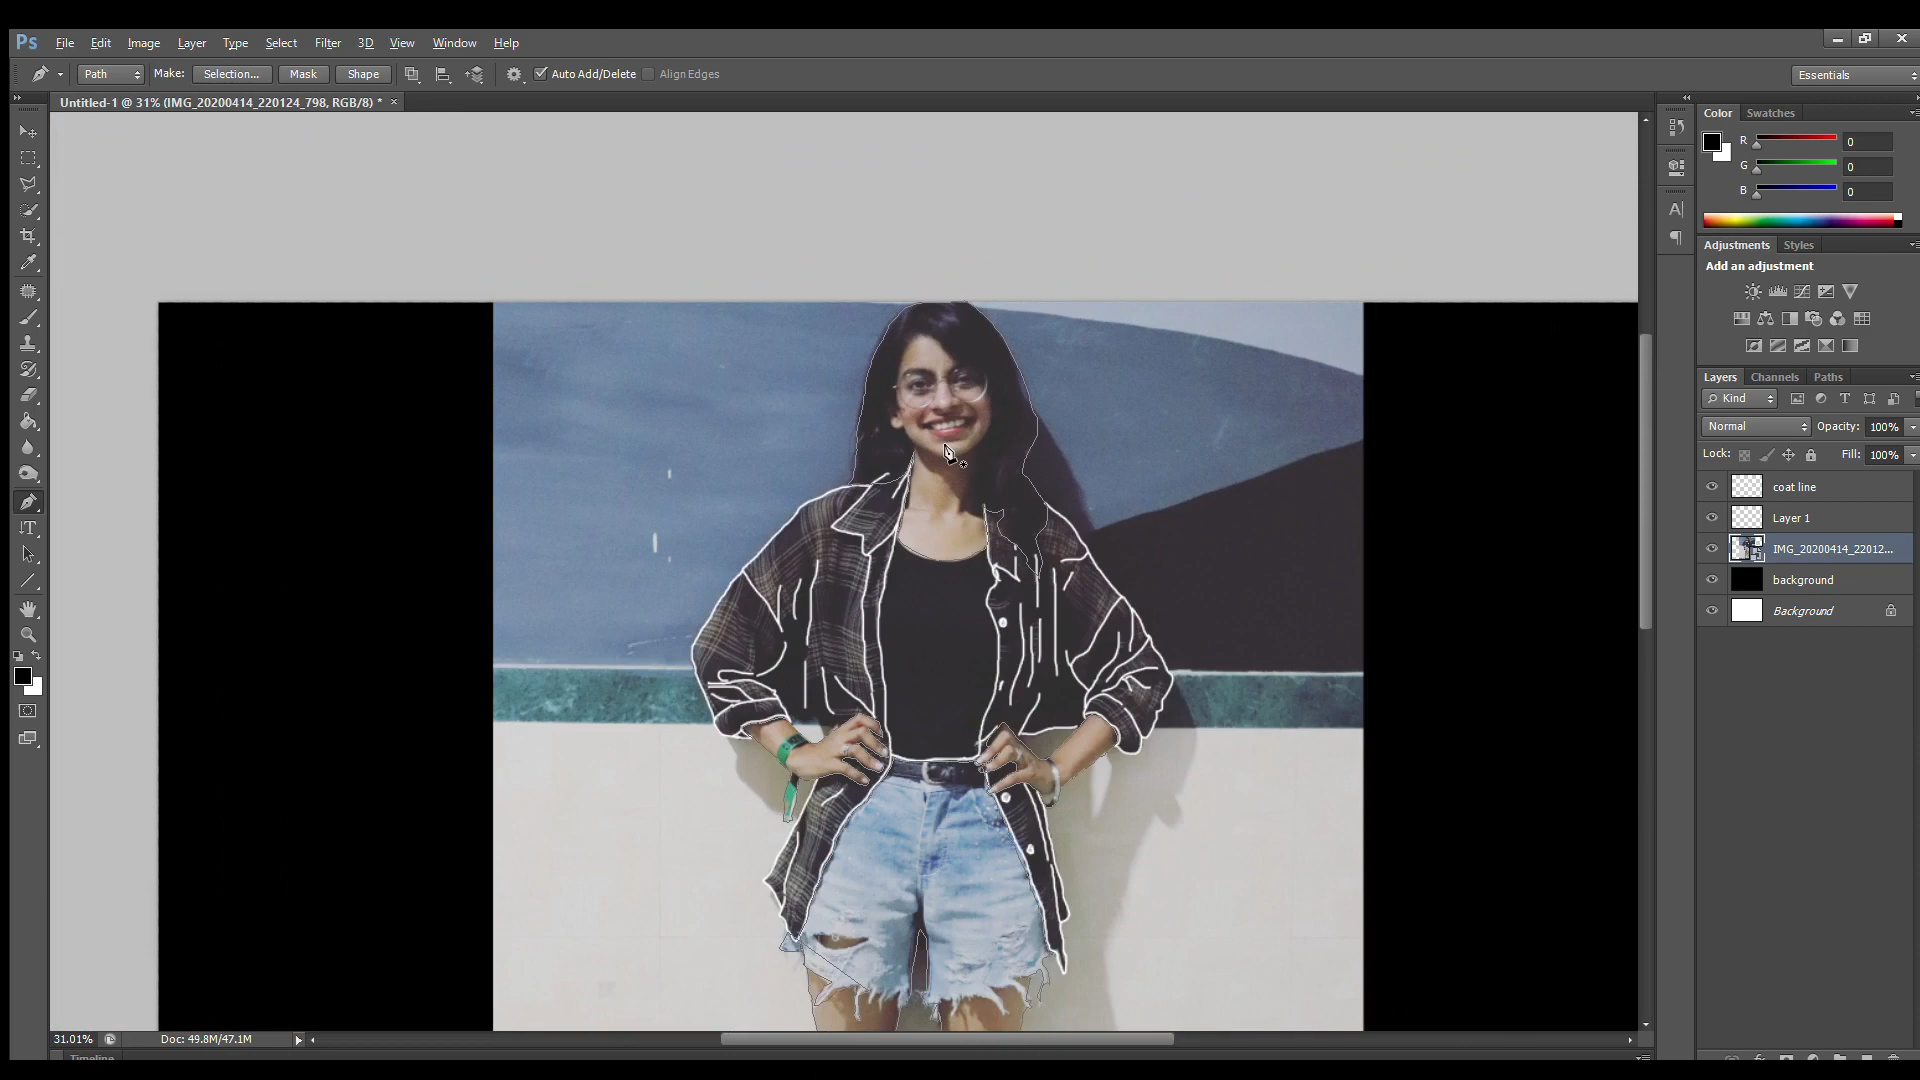 Ps File Edit Image Layer Type Select Filter 3D View Window Help
Path Make: Selection... Mask Shape Auto Add/Delete Align Edges Essentials
Untitled-1 @ 31% (IMG_20200414_220124_798, RGB/8) * ×
Color Swatches
R 0
G 0
B 0
Adjustments Styles
Add an adjustment
Layers Channels Paths
Kind
Normal Opacity: 100%
Lock: Fill: 100%
coat line
Layer 1
IMG_20200414_22012...
background
Background
31.01% Doc: 49.8M/47.1M
Timeline